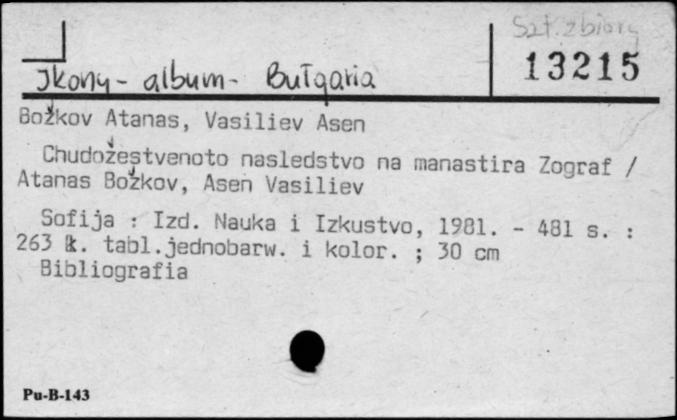 Szt. zbiory
13215
Ikony - album - Bułgaria
Božkov Atanas, Vasiliev Asen
Chudožestvenoto nasledstvo na manastira Zograf /
Atanas Božkov, Asen Vasiliev
Sofija : Izd. Nauka i Izkustvo, 1981. - 481 s. :
263 k. tabl.jednobarw. i kolor. ; 30 cm
Bibliografia
Pu-B-143